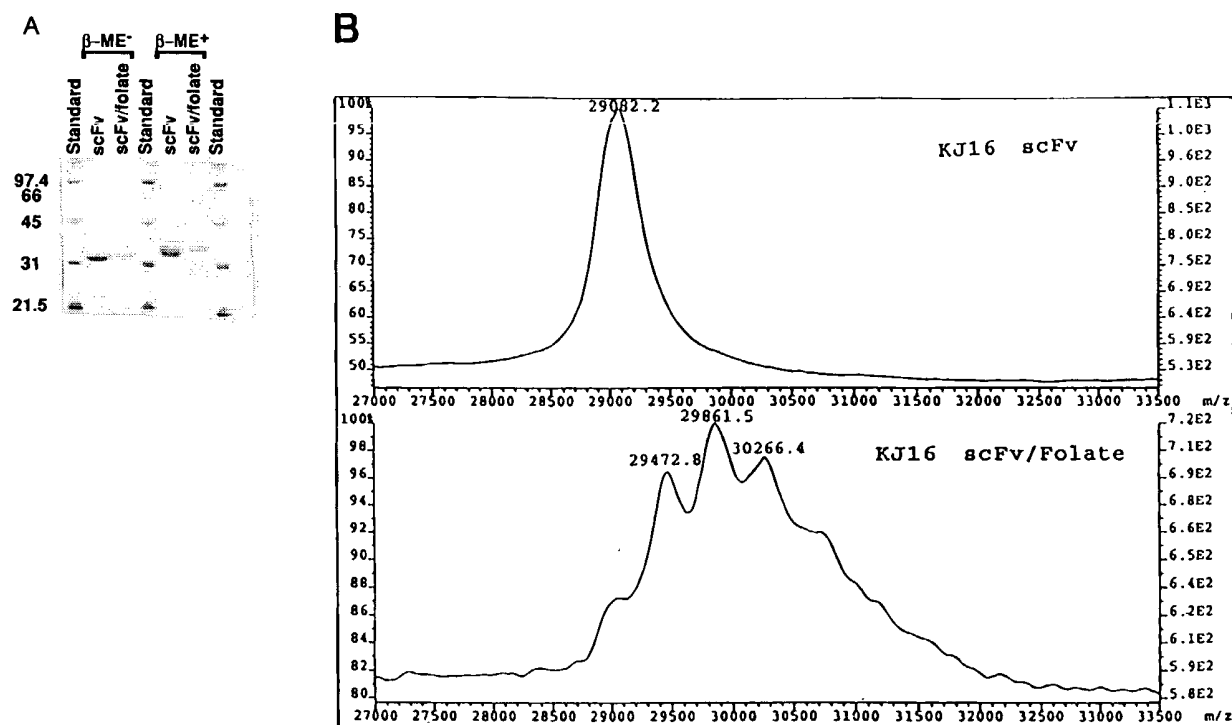 A
β-ME⁻ β-ME⁺
Standard
scFv
scFv/folate
Standard
scFv
scFv/folate
Standard
97.4
66
45
31
21.5
B
29082.2
KJ16 scFv
100%
95
90
85
80
75
70
65
60
55
50
1.1E3
1.0E3
9.6E2
9.0E2
8.5E2
8.0E2
7.5E2
6.9E2
6.4E2
5.9E2
5.3E2
27000 27500 28000 28500 29000 29500 30000 30500 31000 31500 32000 32500 33000 33500 m/z
29861.5
29472.8
30266.4
KJ16 scFv/Folate
100%
98
96
94
92
90
88
86
84
82
80
7.2E2
7.1E2
6.9E2
6.8E2
6.6E2
6.5E2
6.4E2
6.2E2
6.1E2
5.9E2
5.8E2
27000 27500 28000 28500 29000 29500 30000 30500 31000 31500 32000 32500 33000 33500 m/z